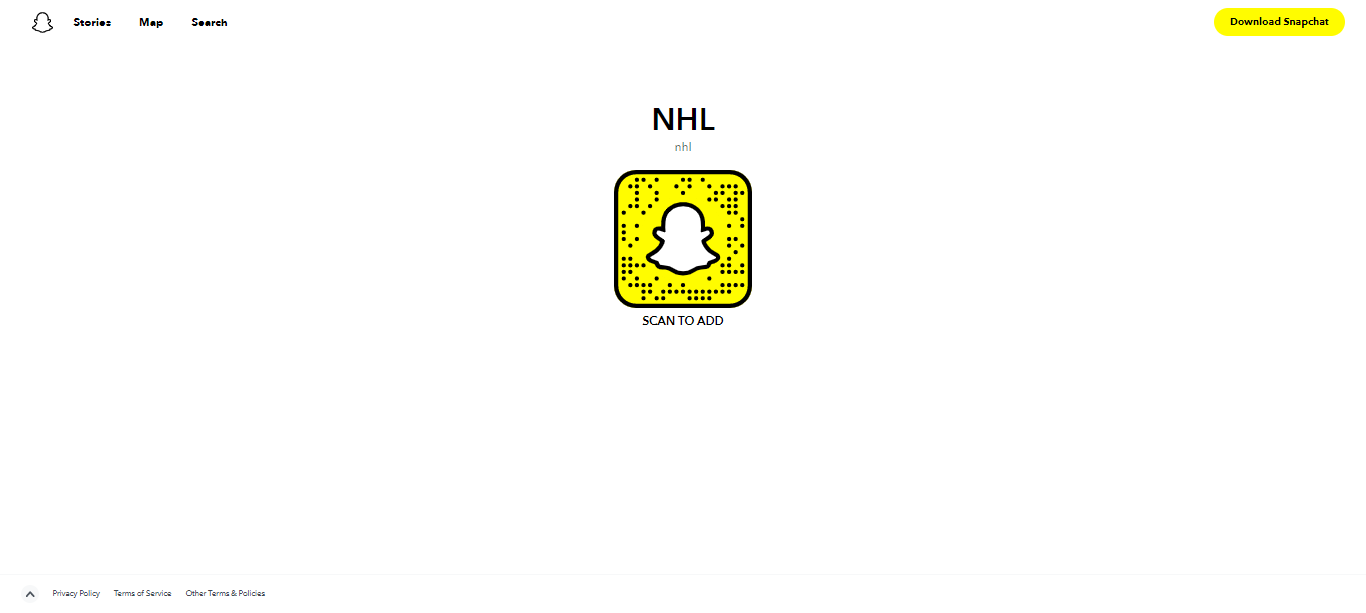 Stories Map Search Download Snapchat
NHL
nhl
SCAN TO ADD
Privacy Policy Terms of Service Other Terms & Policies